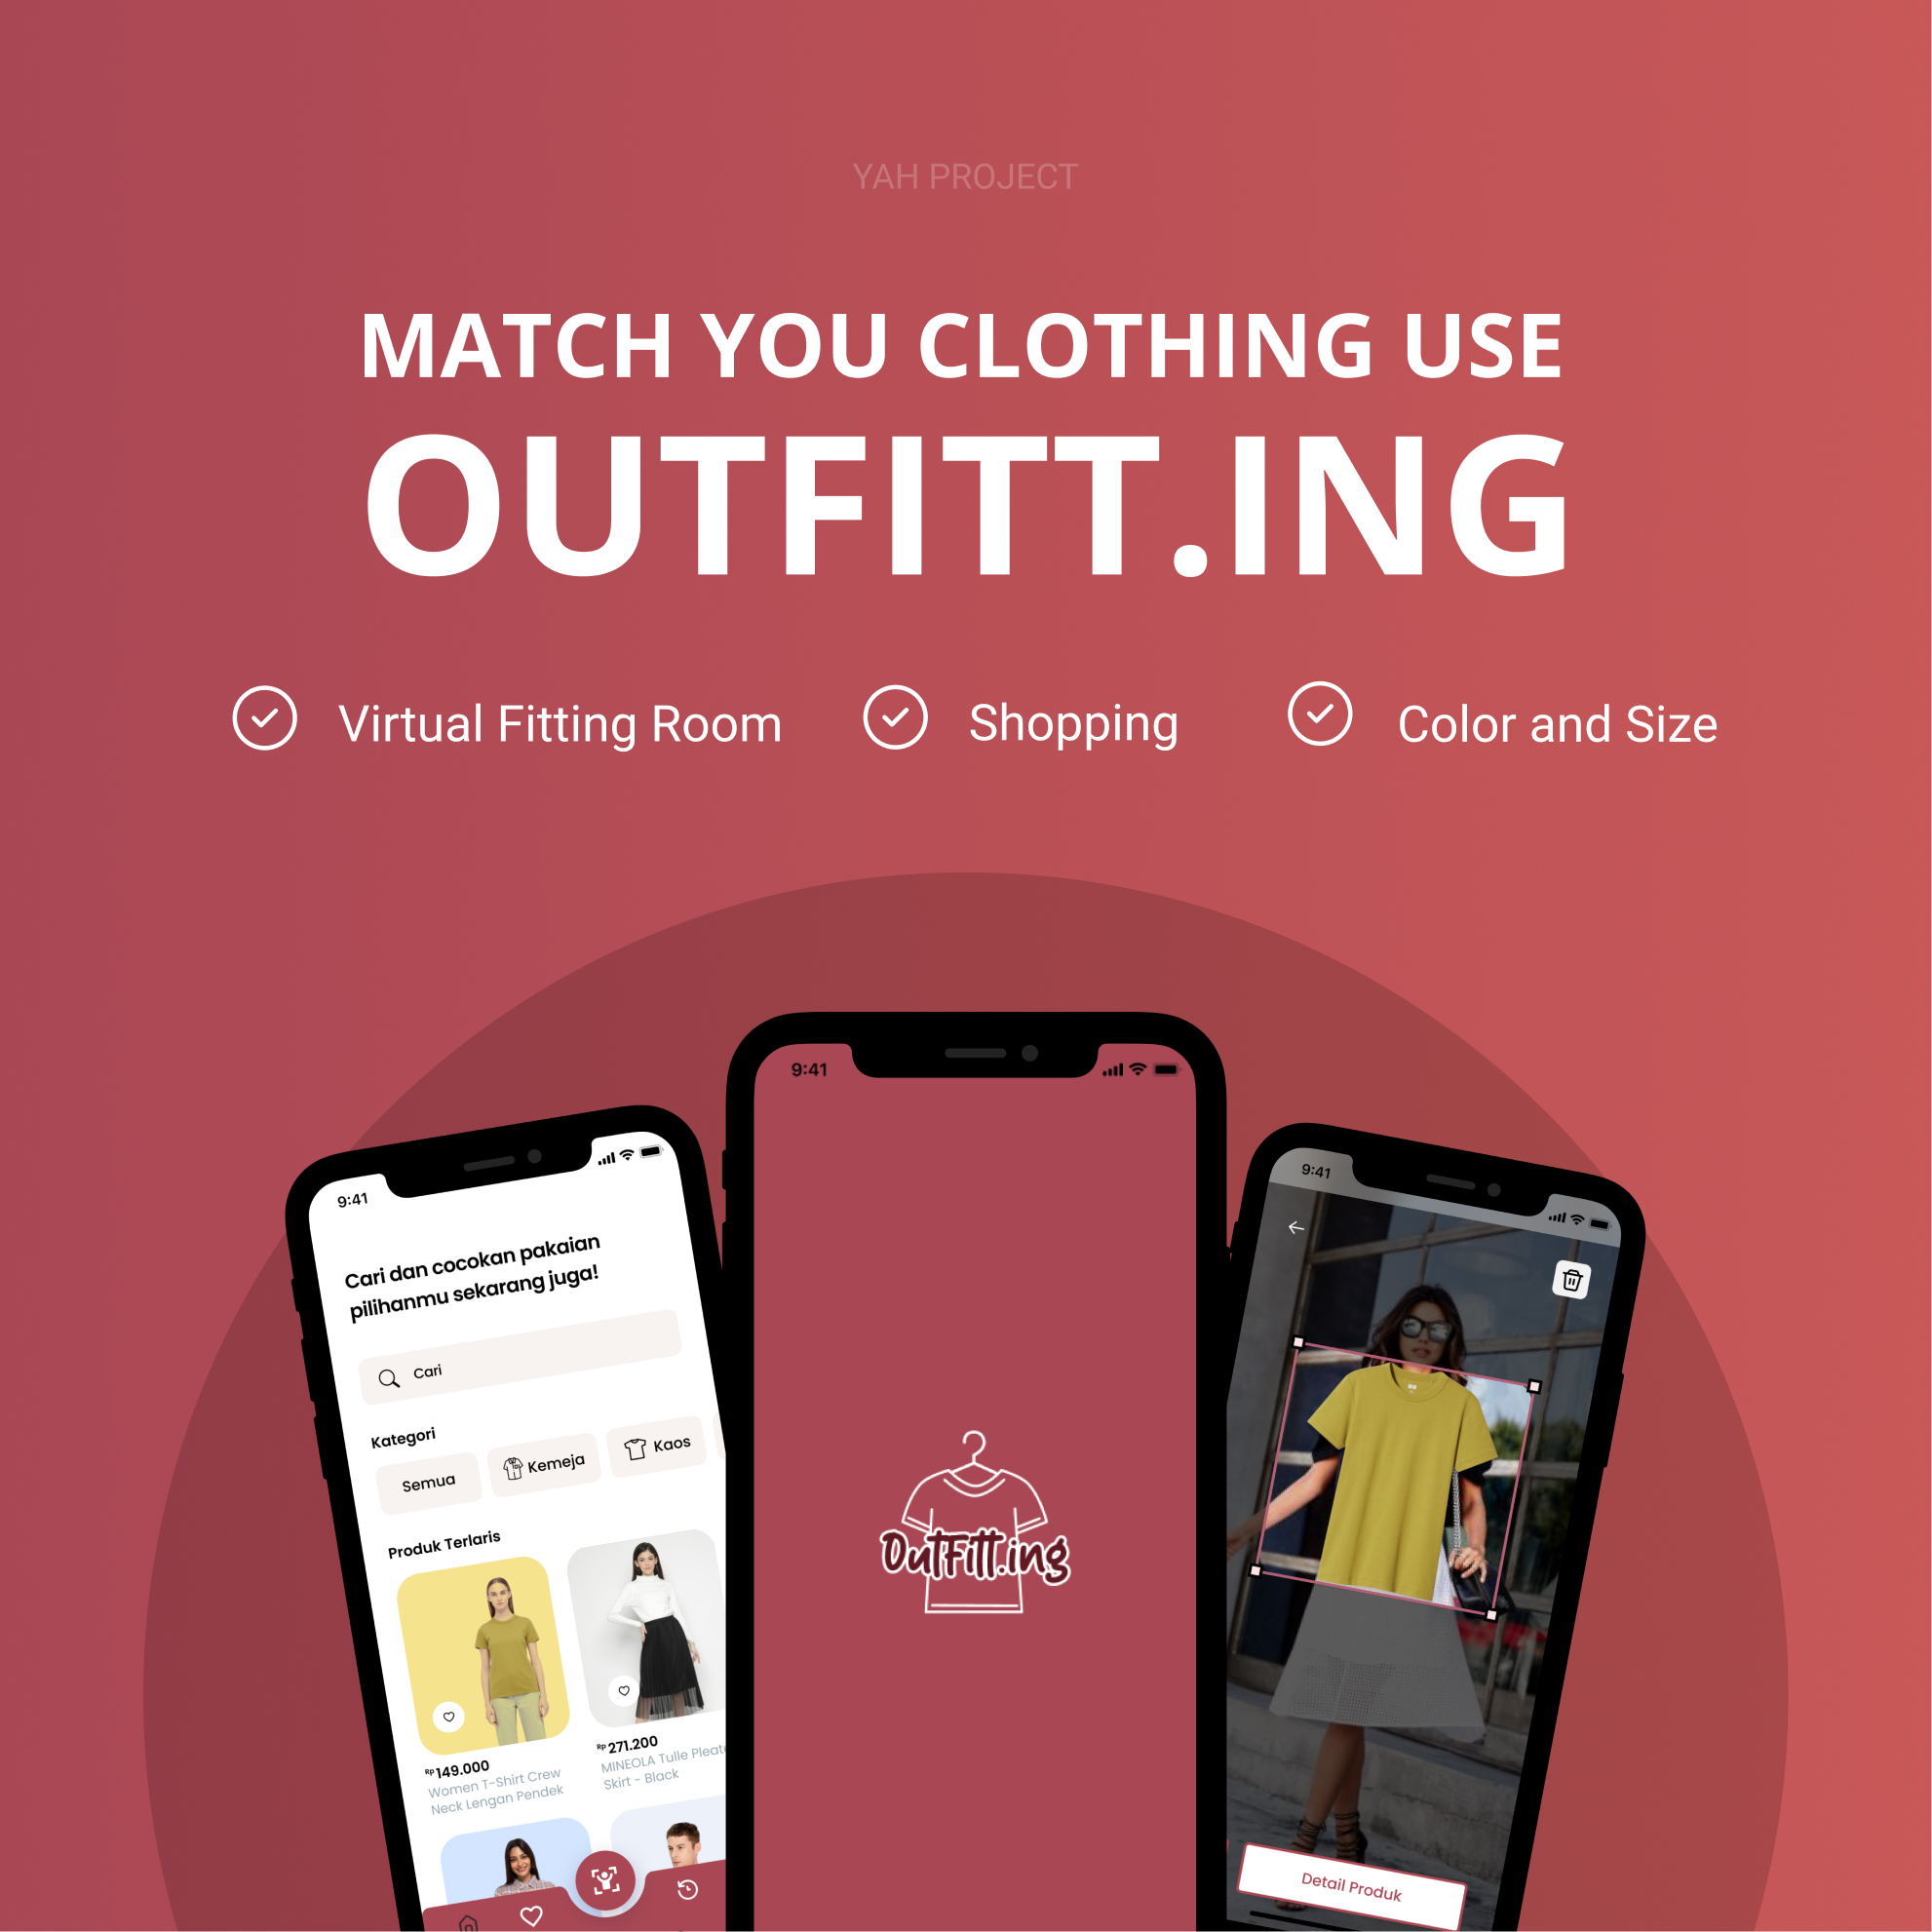 YAH PROJECT
MATCH YOU CLOTHING USE
OUTFITT.ING
Virtual Fitting Room
Shopping
Color and Size
9:41
Cari dan cocokan pakaian
pilihanmu sekarang juga!
Cari
Kategori
Semua
Kemeja
Kaos
Produk Terlaris
Rp 149.000
Women T-Shirt Crew
Neck Lengan Pendek
Rp 271.200
MINEOLA Tulle Pleat
Skirt - Black
9:41
OutFitt.ing
9:41
Detail Produk